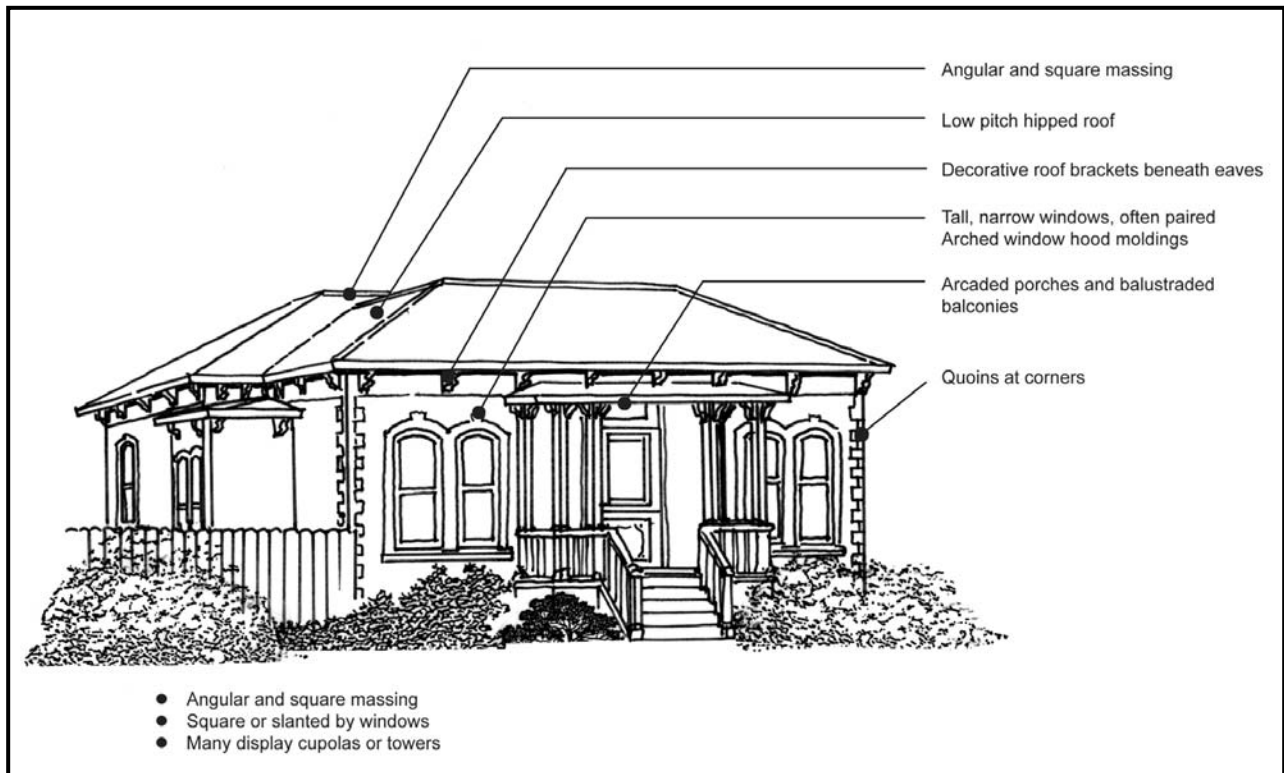 Angular and square massing
Low pitch hipped roof
Decorative roof brackets beneath eaves
Tall, narrow windows, often paired
Arched window hood moldings
Arcaded porches and balustraded
balconies
Quoins at corners
● Angular and square massing
● Square or slanted by windows
● Many display cupolas or towers